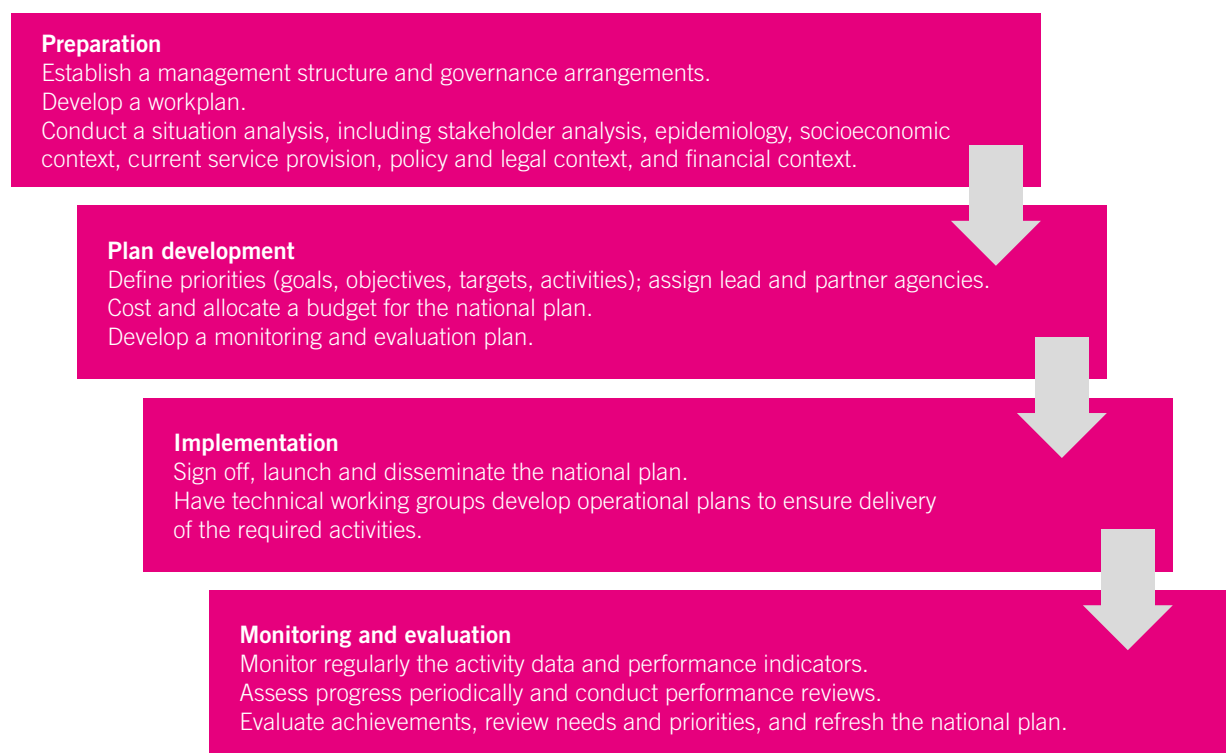 Preparation
Establish a management structure and governance arrangements.
Develop a workplan.
Conduct a situation analysis, including stakeholder analysis, epidemiology, socioeconomic
context, current service provision, policy and legal context, and financial context.
Plan development
Define priorities (goals, objectives, targets, activities); assign lead and partner agencies.
Cost and allocate a budget for the national plan.
Develop a monitoring and evaluation plan.
Implementation
Sign off, launch and disseminate the national plan.
Have technical working groups develop operational plans to ensure delivery
of the required activities.
Monitoring and evaluation
Monitor regularly the activity data and performance indicators.
Assess progress periodically and conduct performance reviews.
Evaluate achievements, review needs and priorities, and refresh the national plan.